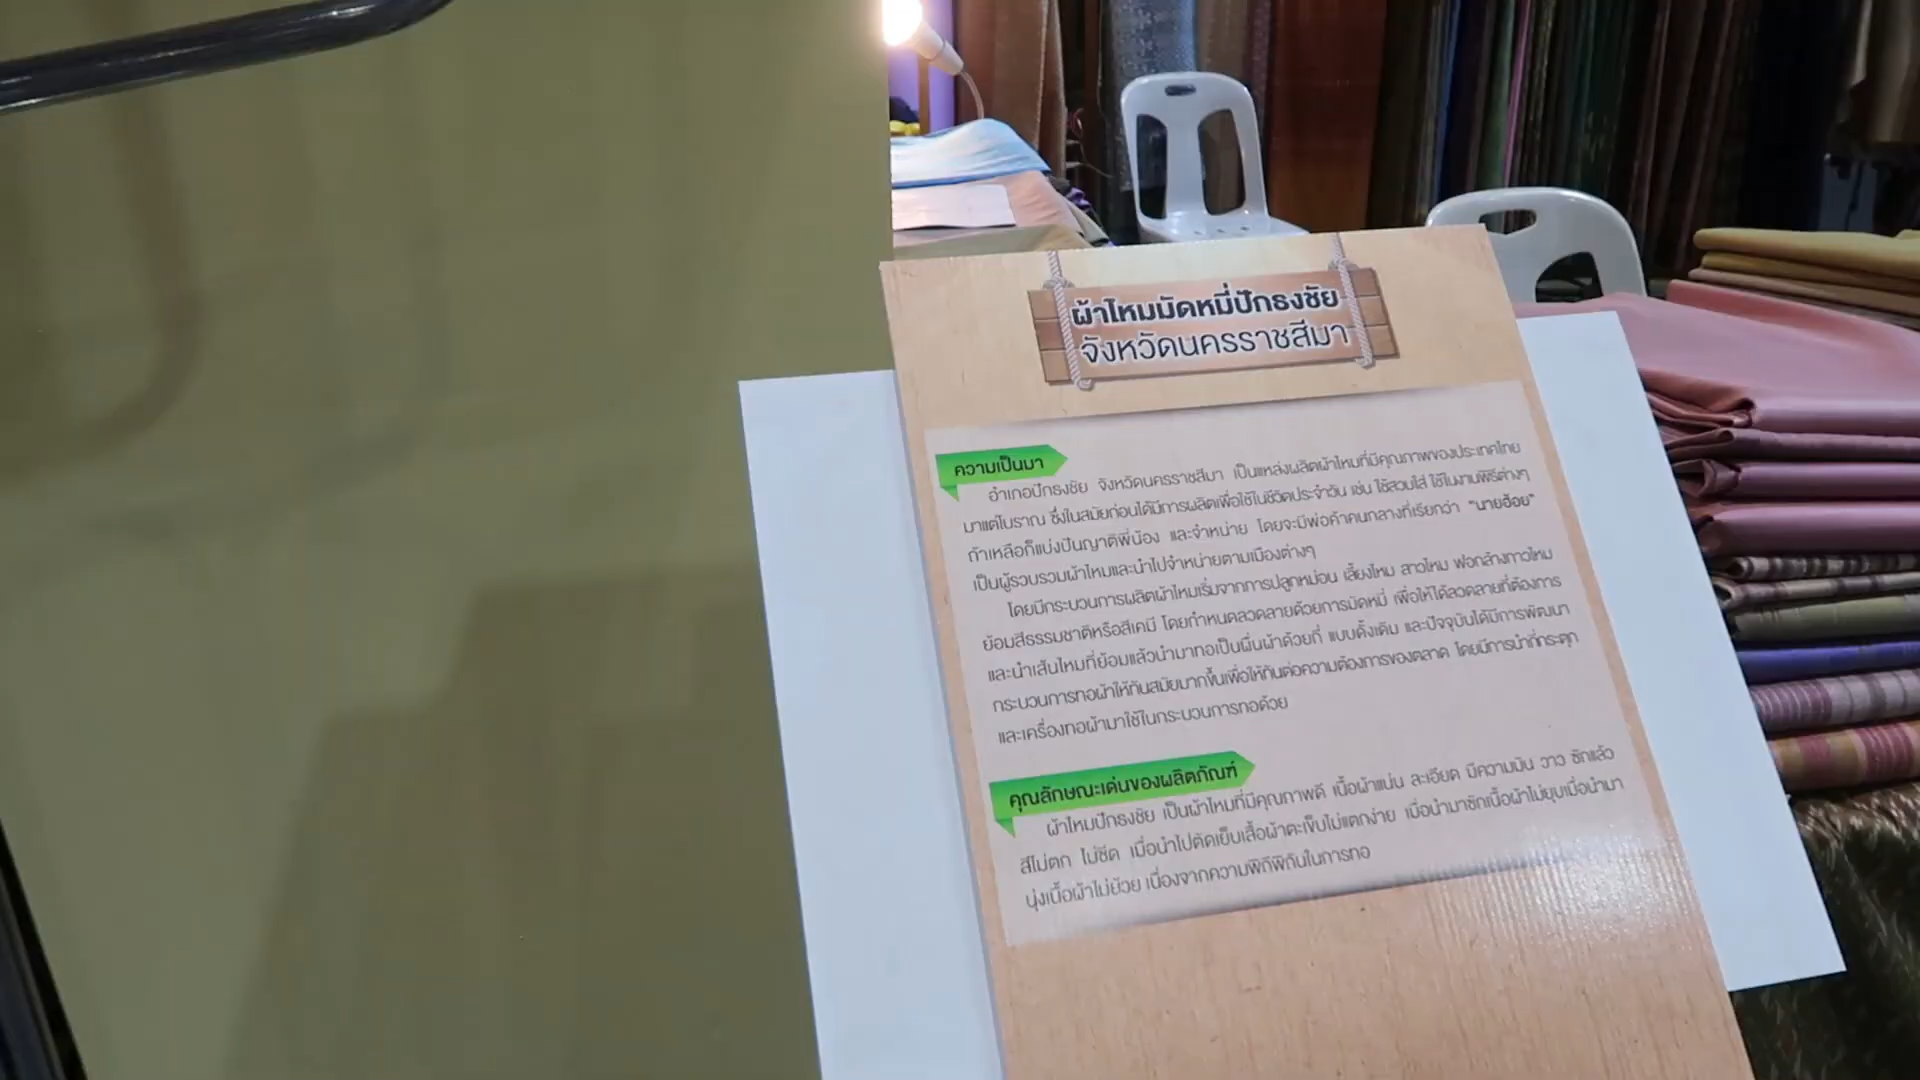 ผ้าไหมมัดหมี่ปักธงชัย
จังหวัดนครราชสีมา
ความเป็นมา
อำเภอปักธงชัย จังหวัดนครราชสีมา เป็นแหล่งผลิตผ้าไหมที่มีคุณภาพของประเทศไทย
มาแต่โบราณ ซึ่งในสมัยก่อนได้มีการผลิตเพื่อใช้ในชีวิตประจำวัน เช่น ใช้สวมใส่ ใช้ในงานพิธีต่างๆ
ถ้าเหลือก็แบ่งปันญาติพี่น้อง และจำหน่าย โดยจะมีพ่อค้าคนกลางที่เรียกว่า "นายฮ้อย"
เป็นผู้รวบรวมผ้าไหมและนำไปจำหน่ายตามเมืองต่างๆ
โดยมีกระบวนการผลิตผ้าไหมเริ่มจากการปลูกหม่อน เลี้ยงไหม สาวไหม ฟอกล้างกาวไหม
ย้อมสีธรรมชาติหรือสีเคมี โดยกำหนดลวดลายด้วยการมัดหมี่ เพื่อให้ได้ลวดลายที่ต้องการ
และนำเส้นไหมที่ย้อมแล้วนำมาทอเป็นผืนผ้าด้วยกี่ แบบดั้งเดิม และปัจจุบันได้มีการพัฒนา
กระบวนการทอผ้าให้ทันสมัยมากขึ้นเพื่อให้ทันต่อความต้องการของตลาด โดยมีการนำกี่กระตุก
และเครื่องทอผ้ามาใช้ในกระบวนการทอด้วย
คุณลักษณะเด่นของผลิตภัณฑ์
ผ้าไหมปักธงชัย เป็นผ้าไหมที่มีคุณภาพดี เนื้อผ้าแน่น ละเอียด มีความมัน วาว ซักแล้ว
สีไม่ตก ไม่ซีด เมื่อนำไปตัดเย็บเสื้อผ้าตะเข็บไม่แตกง่าย เมื่อนำมาซักเนื้อผ้าไม่ยุบเมื่อนำมา
นุ่งเนื้อผ้าไม่ย้วย เนื่องจากความพิถีพิถันในการทอ